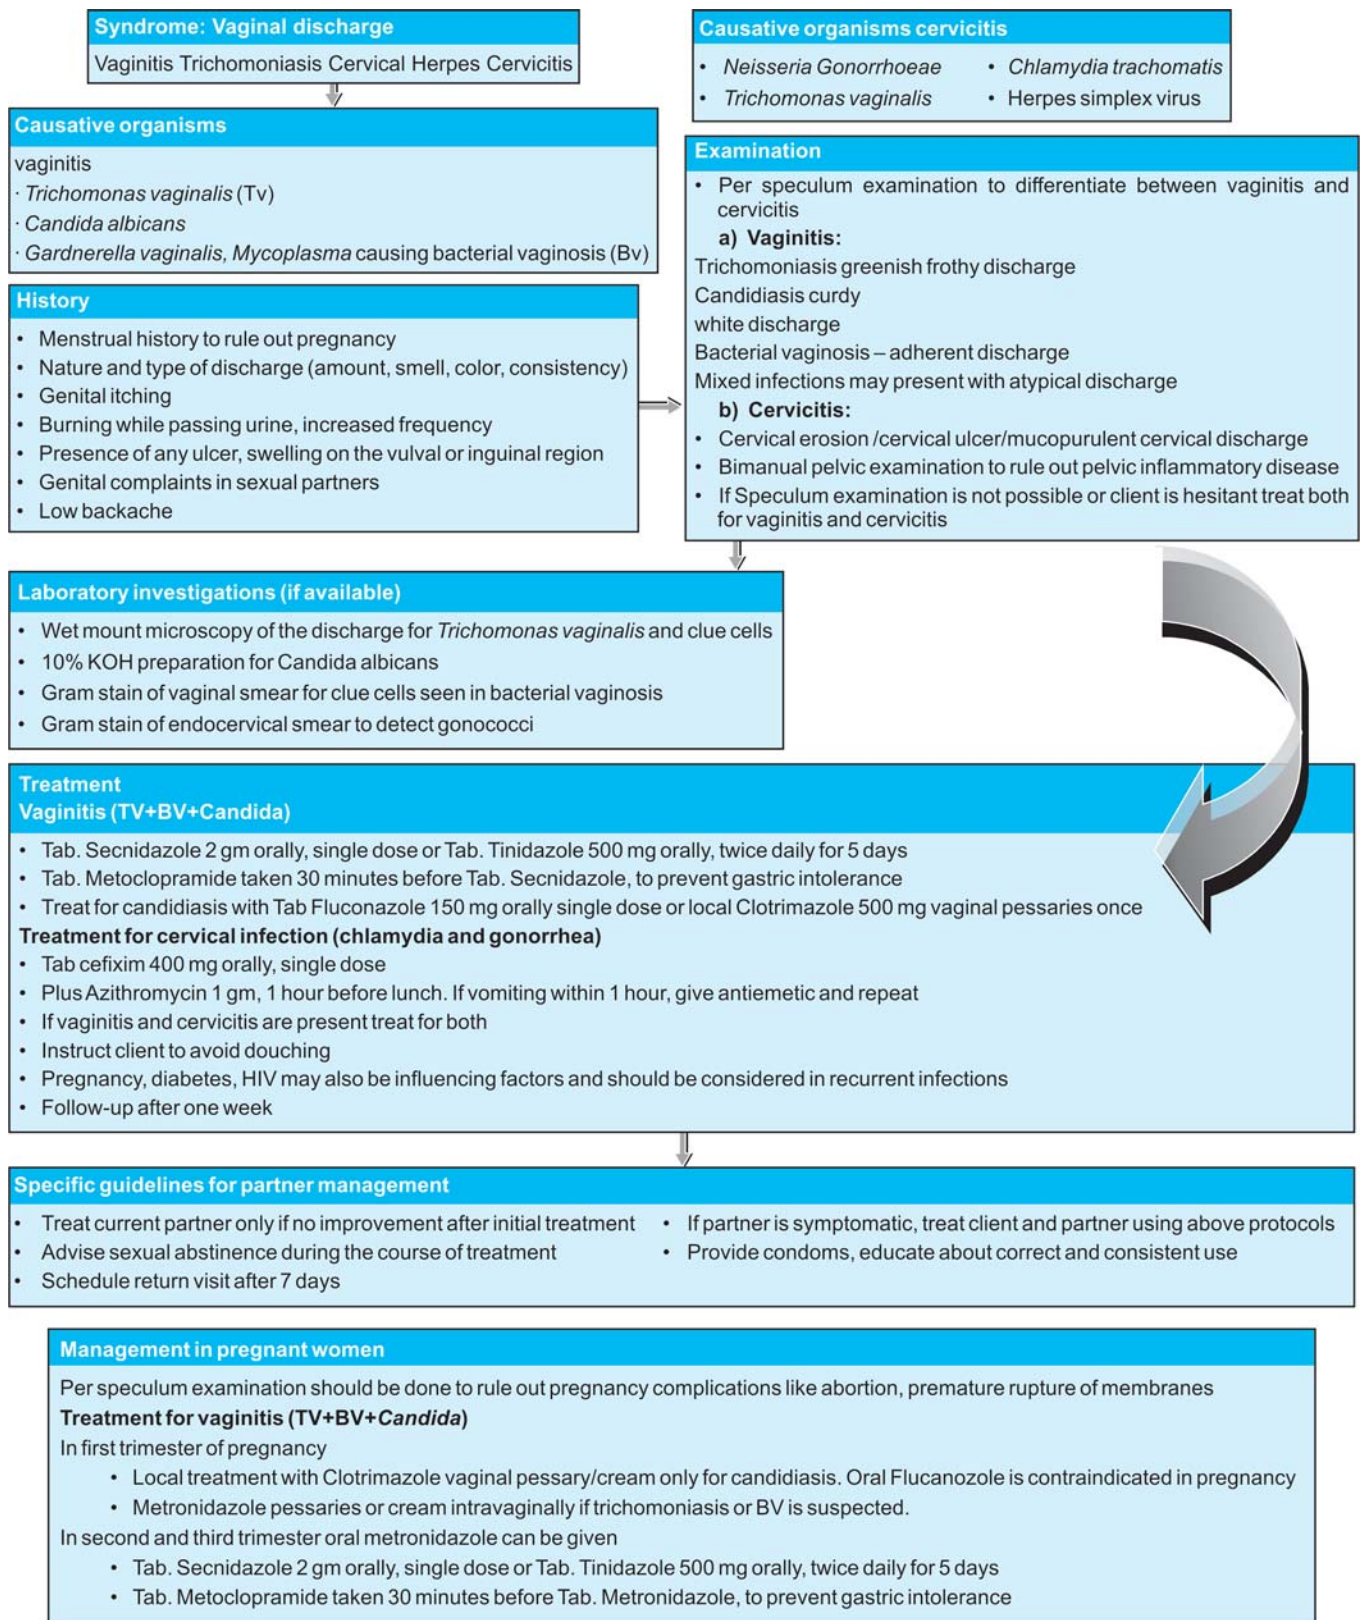 Syndrome: Vaginal discharge
Vaginitis Trichomoniasis Cervical Herpes Cervicitis
Causative organisms
vaginitis
· Trichomonas vaginalis (Tv)
· Candida albicans
· Gardnerella vaginalis, Mycoplasma causing bacterial vaginosis (Bv)
History
• Menstrual history to rule out pregnancy
• Nature and type of discharge (amount, smell, color, consistency)
• Genital itching
• Burning while passing urine, increased frequency
• Presence of any ulcer, swelling on the vulval or inguinal region
• Genital complaints in sexual partners
• Low backache
Causative organisms cervicitis
• Neisseria Gonorrhoeae • Chlamydia trachomatis
• Trichomonas vaginalis • Herpes simplex virus
Examination
• Per speculum examination to differentiate between vaginitis and
cervicitis
a) Vaginitis:
Trichomoniasis greenish frothy discharge
Candidiasis curdy
white discharge
Bacterial vaginosis – adherent discharge
Mixed infections may present with atypical discharge
b) Cervicitis:
• Cervical erosion /cervical ulcer/mucopurulent cervical discharge
• Bimanual pelvic examination to rule out pelvic inflammatory disease
• If Speculum examination is not possible or client is hesitant treat both
for vaginitis and cervicitis
Laboratory investigations (if available)
• Wet mount microscopy of the discharge for Trichomonas vaginalis and clue cells
• 10% KOH preparation for Candida albicans
• Gram stain of vaginal smear for clue cells seen in bacterial vaginosis
• Gram stain of endocervical smear to detect gonococci
Treatment
Vaginitis (TV+BV+Candida)
• Tab. Secnidazole 2 gm orally, single dose or Tab. Tinidazole 500 mg orally, twice daily for 5 days
• Tab. Metoclopramide taken 30 minutes before Tab. Secnidazole, to prevent gastric intolerance
• Treat for candidiasis with Tab Fluconazole 150 mg orally single dose or local Clotrimazole 500 mg vaginal pessaries once
Treatment for cervical infection (chlamydia and gonorrhea)
• Tab cefixim 400 mg orally, single dose
• Plus Azithromycin 1 gm, 1 hour before lunch. If vomiting within 1 hour, give antiemetic and repeat
• If vaginitis and cervicitis are present treat for both
• Instruct client to avoid douching
• Pregnancy, diabetes, HIV may also be influencing factors and should be considered in recurrent infections
• Follow-up after one week
Specific guidelines for partner management
• Treat current partner only if no improvement after initial treatment • If partner is symptomatic, treat client and partner using above protocols
• Advise sexual abstinence during the course of treatment • Provide condoms, educate about correct and consistent use
• Schedule return visit after 7 days
Management in pregnant women
Per speculum examination should be done to rule out pregnancy complications like abortion, premature rupture of membranes
Treatment for vaginitis (TV+BV+Candida)
In first trimester of pregnancy
• Local treatment with Clotrimazole vaginal pessary/cream only for candidiasis. Oral Flucanozole is contraindicated in pregnancy
• Metronidazole pessaries or cream intravaginally if trichomoniasis or BV is suspected.
In second and third trimester oral metronidazole can be given
• Tab. Secnidazole 2 gm orally, single dose or Tab. Tinidazole 500 mg orally, twice daily for 5 days
• Tab. Metoclopramide taken 30 minutes before Tab. Metronidazole, to prevent gastric intolerance